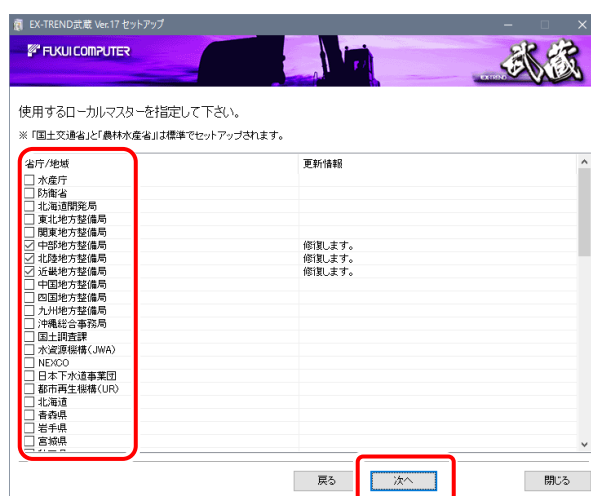 EX-TREND武蔵 Ver.17 セットアップ
FUKUI COMPUTER
EX-TREND 武蔵
使用するローカルマスターを指定して下さい。
※「国土交通省」と「農林水産省」は標準でセットアップされます。
省庁/地域 更新情報
水産庁
防衛省
北海道開発局
東北地方整備局
関東地方整備局
中部地方整備局 修復します。
北陸地方整備局 修復します。
近畿地方整備局 修復します。
中国地方整備局
四国地方整備局
九州地方整備局
沖縄総合事務局
国土調査課
水資源機構(JWA)
NEXCO
日本下水道事業団
都市再生機構(UR)
北海道
青森県
岩手県
宮城県
戻る 次へ 閉じる